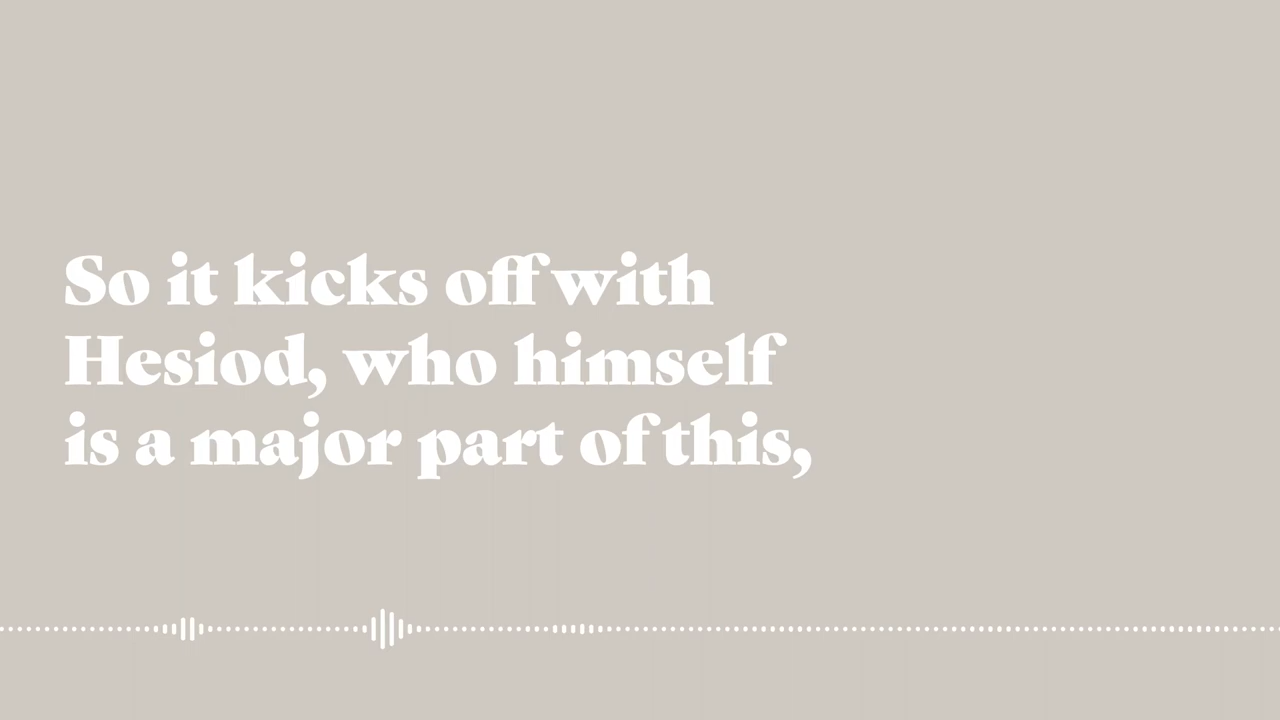 So it kicks off with
Hesiod, who himself
is a major part of this,